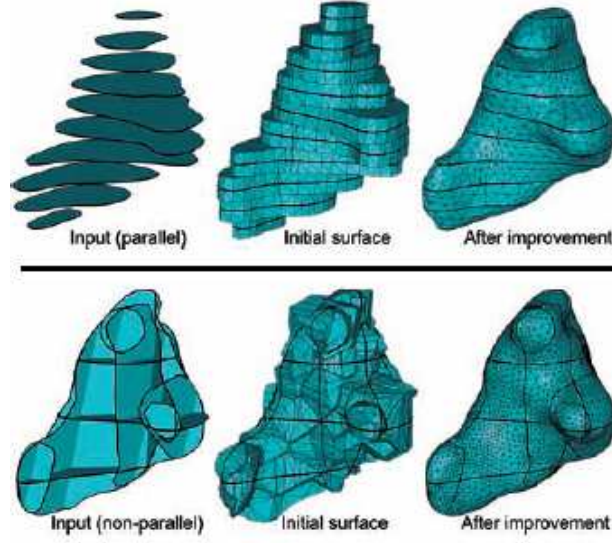 Input (parallel)
Initial surface
After improvement
Input (non-parallel)
Initial surface
After improvement